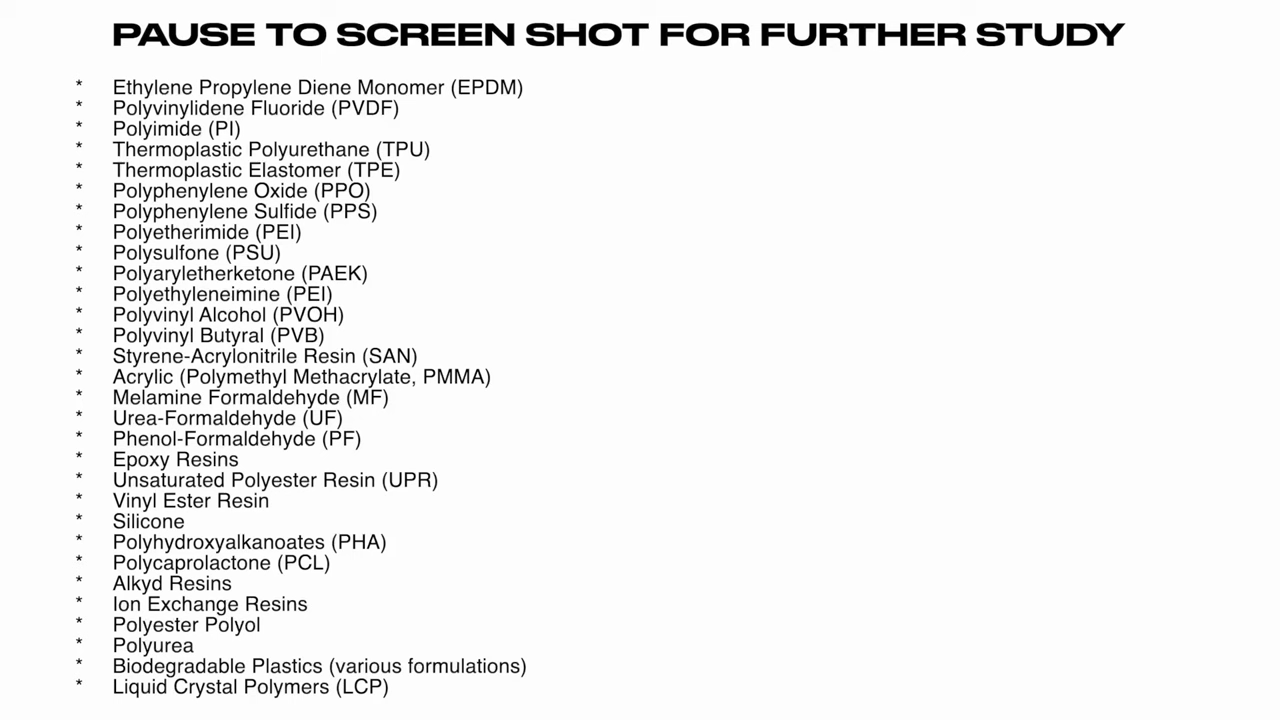 PAUSE TO SCREEN SHOT FOR FURTHER STUDY
* Ethylene Propylene Diene Monomer (EPDM)
* Polyvinylidene Fluoride (PVDF)
* Polyimide (PI)
* Thermoplastic Polyurethane (TPU)
* Thermoplastic Elastomer (TPE)
* Polyphenylene Oxide (PPO)
* Polyphenylene Sulfide (PPS)
* Polyetherimide (PEI)
* Polysulfone (PSU)
* Polyaryletherketone (PAEK)
* Polyethyleneimine (PEI)
* Polyvinyl Alcohol (PVOH)
* Polyvinyl Butyral (PVB)
* Styrene-Acrylonitrile Resin (SAN)
* Acrylic (Polymethyl Methacrylate, PMMA)
* Melamine Formaldehyde (MF)
* Urea-Formaldehyde (UF)
* Phenol-Formaldehyde (PF)
* Epoxy Resins
* Unsaturated Polyester Resin (UPR)
* Vinyl Ester Resin
* Silicone
* Polyhydroxyalkanoates (PHA)
* Polycaprolactone (PCL)
* Alkyd Resins
* Ion Exchange Resins
* Polyester Polyol
* Polyurea
* Biodegradable Plastics (various formulations)
* Liquid Crystal Polymers (LCP)